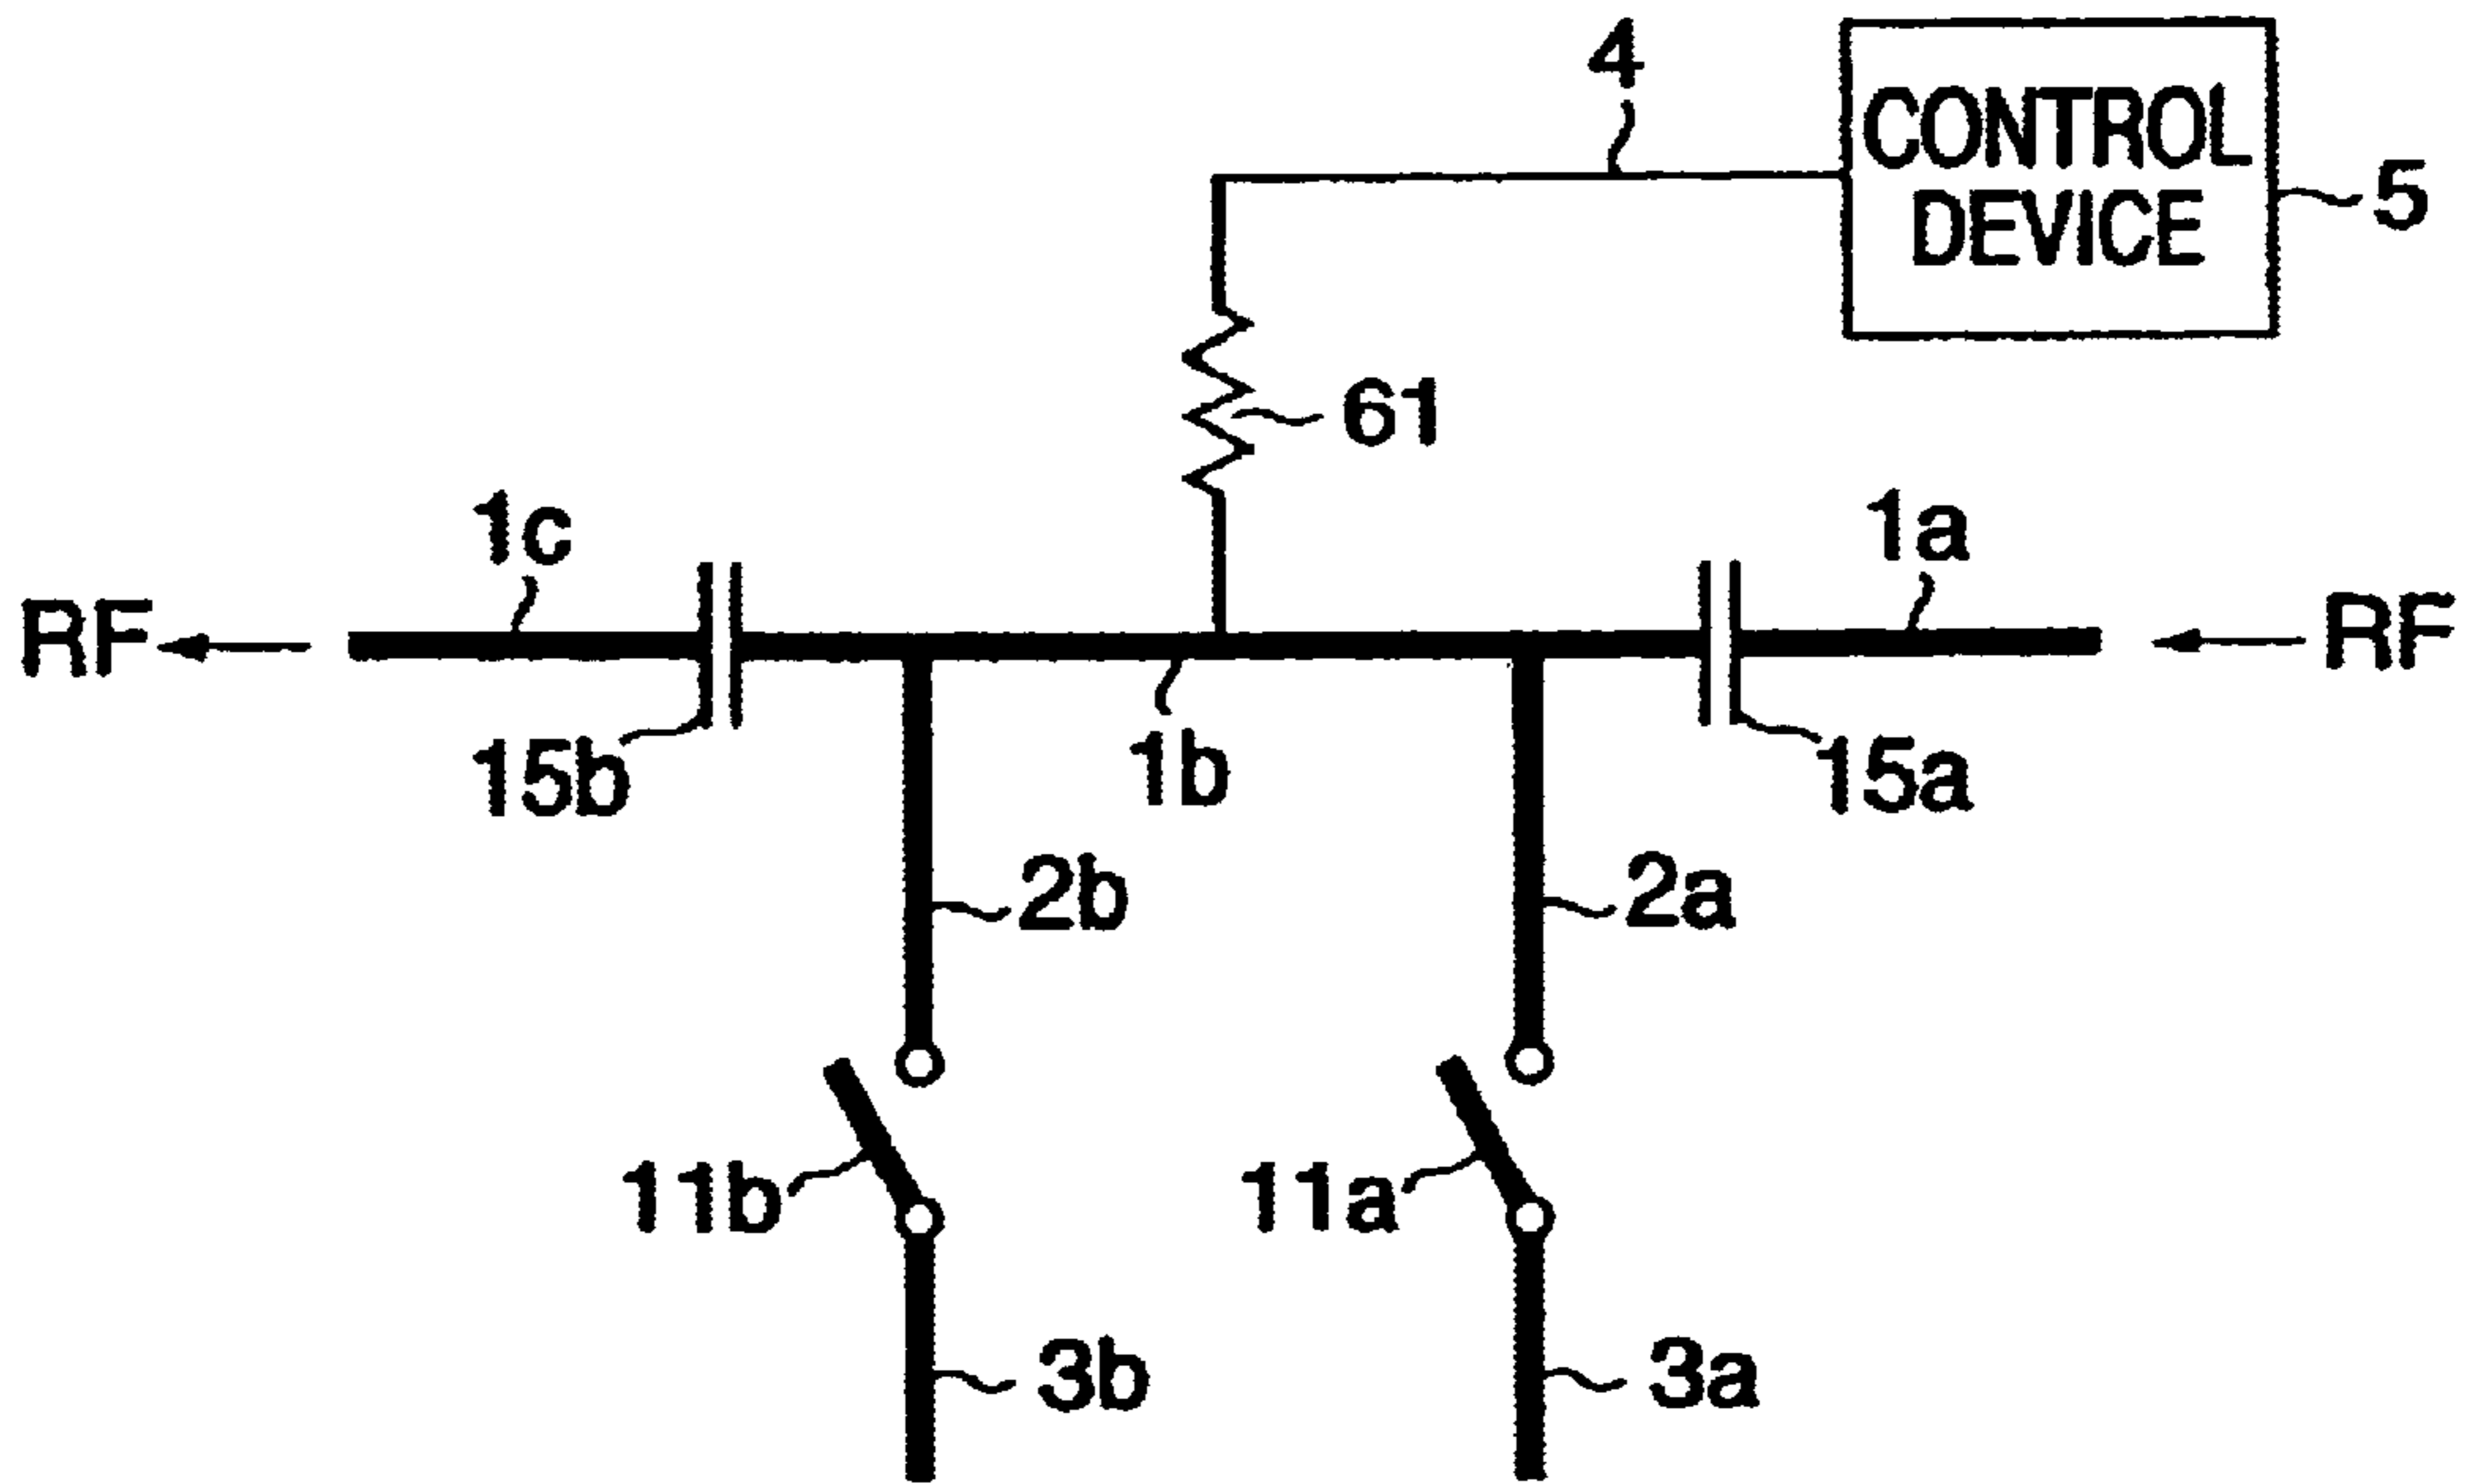 4
CONTROL
DEVICE
5
61
1c
1a
RF
RF
15b
1b
15a
2b
2a
11b
11a
3b
3a